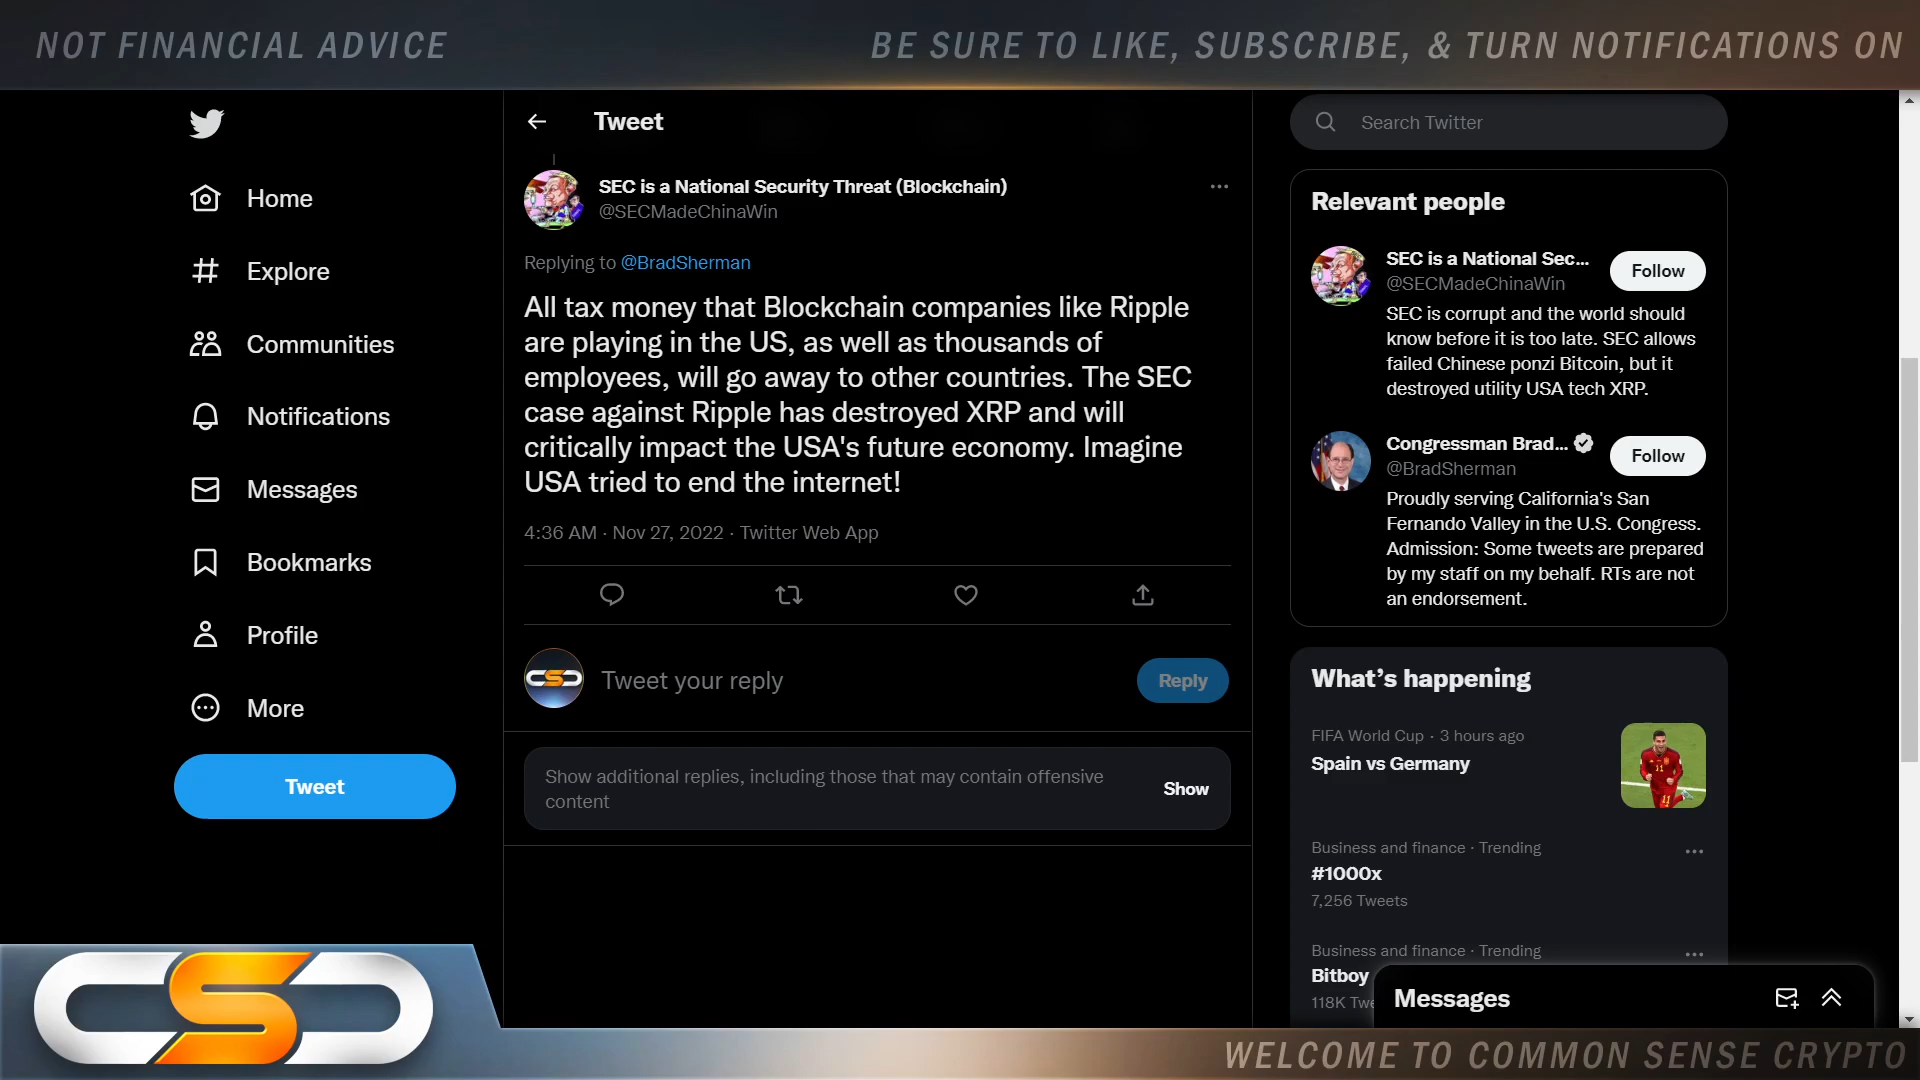 NOT FINANCIAL ADVICE
BE SURE TO LIKE, SUBSCRIBE, & TURN NOTIFICATIONS ON
Home
Explore
Communities
Notifications
Messages
Bookmarks
Profile
More
Tweet
Tweet
SEC is a National Security Threat (Blockchain)
@SECMadeChinaWin
Replying to @BradSherman
All tax money that Blockchain companies like Ripple
are playing in the US, as well as thousands of
employees, will go away to other countries. The SEC
case against Ripple has destroyed XRP and will
critically impact the USA's future economy. Imagine
USA tried to end the internet!
4:36 AM · Nov 27, 2022 · Twitter Web App
Tweet your reply
Reply
Show additional replies, including those that may contain offensive
content
Show
Search Twitter
Relevant people
SEC is a National Sec...
@SECMadeChinaWin
Follow
SEC is corrupt and the world should
know before it is too late. SEC allows
failed Chinese ponzi Bitcoin, but it
destroyed utility USA tech XRP.
Congressman Brad...
@BradSherman
Follow
Proudly serving California's San
Fernando Valley in the U.S. Congress.
Admission: Some tweets are prepared
by my staff on my behalf. RTs are not
an endorsement.
What's happening
FIFA World Cup · 3 hours ago
Spain vs Germany
Business and finance · Trending
#1000x
7,256 Tweets
Business and finance · Trending
Bitboy
118K Twe
Messages
CSC
WELCOME TO COMMON SENSE CRYPTO